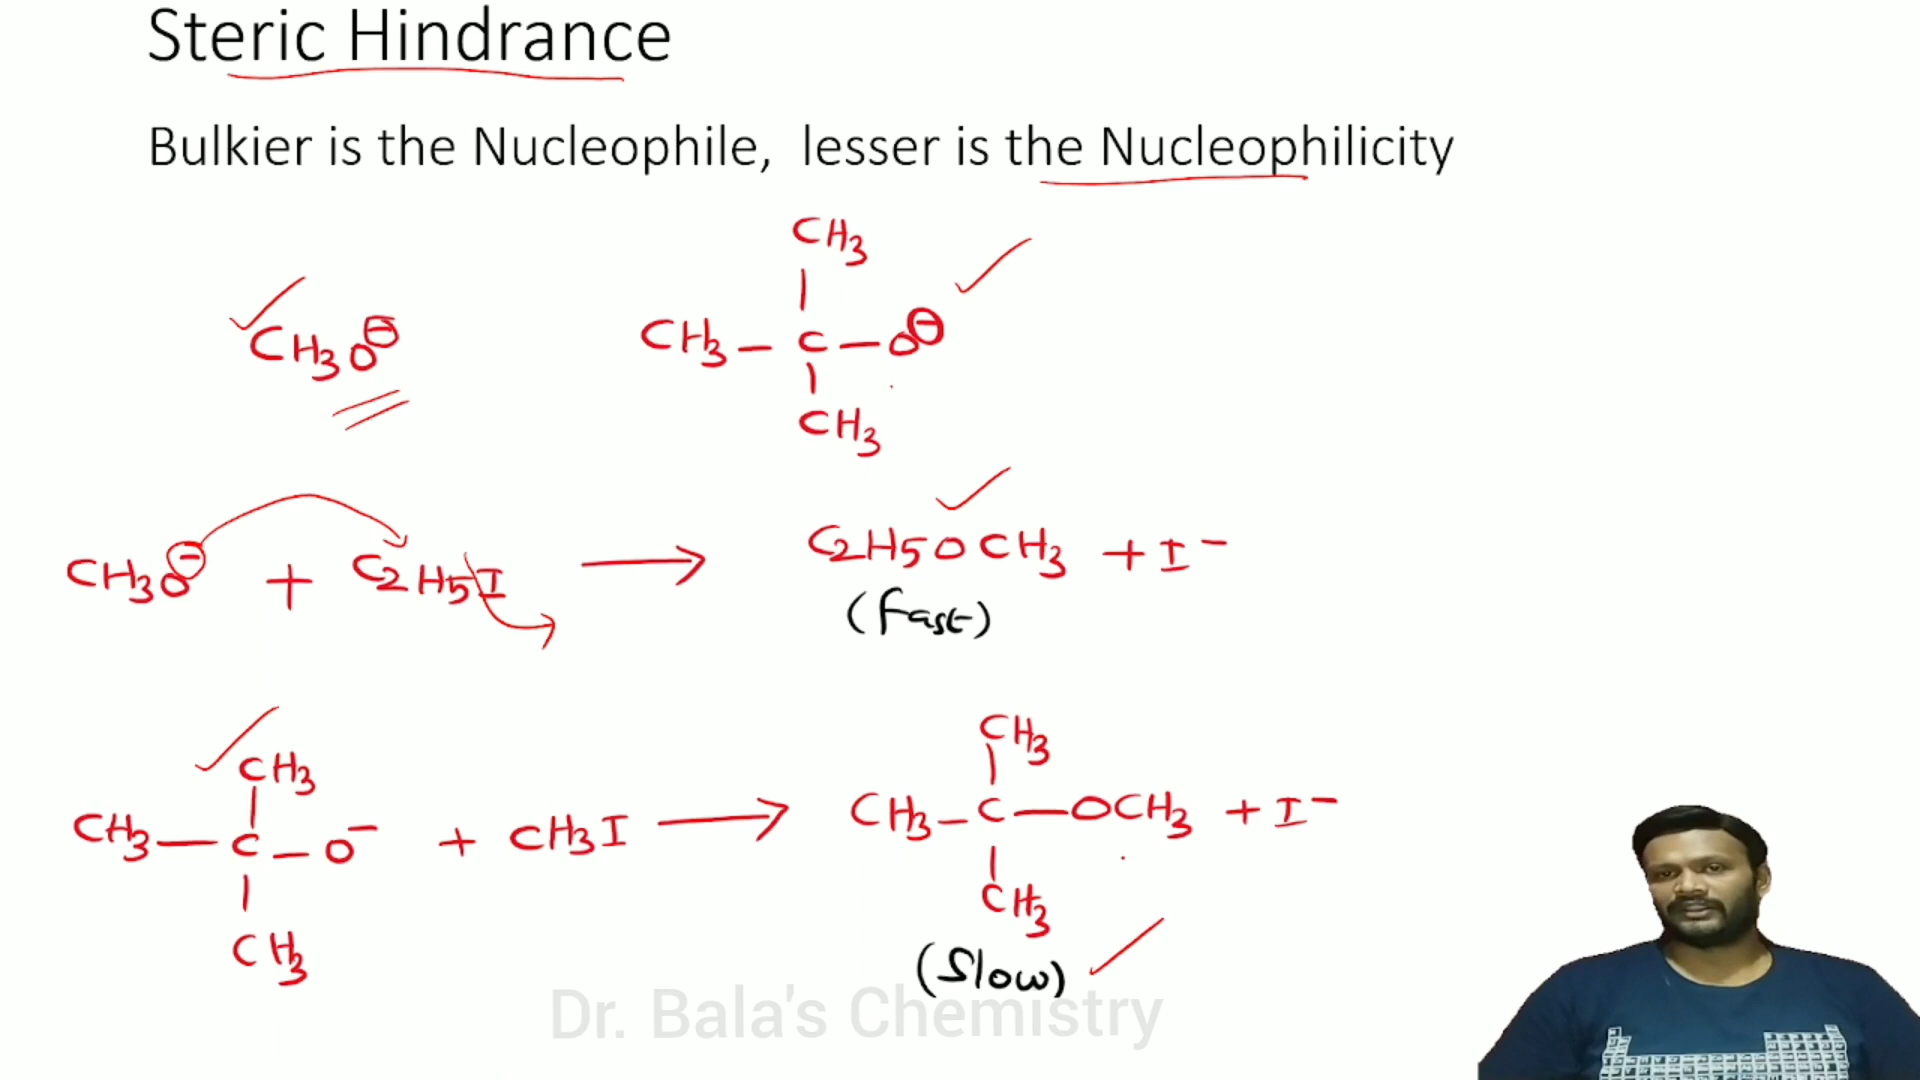 Steric Hindrance
Bulkier is the Nucleophile, lesser is the Nucleophilicity
CH3
CH3O⊖ CH3 – C – O⊖
CH3
CH3O⊖ + C2H5I → C2H5OCH3 + I–
(Fast)
CH3 CH3
CH3 – C – O– + CH3I → CH3 – C – OCH3 + I–
CH3 CH3
(Slow)
Dr. Bala's Chemistry